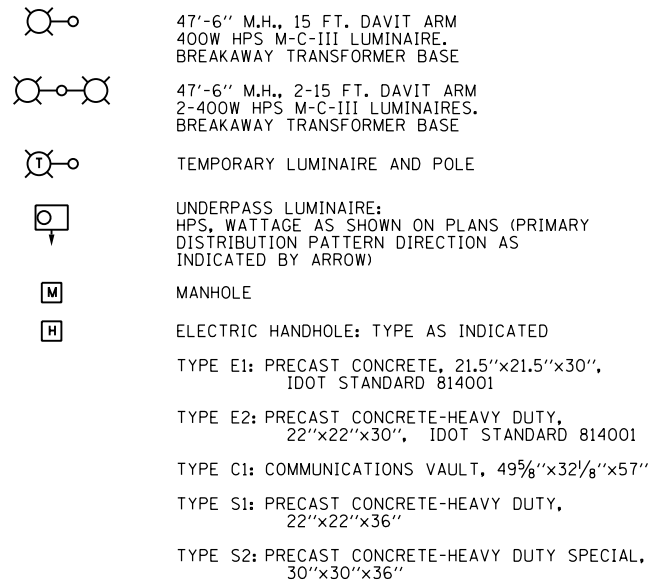 47'-6'' M.H., 15 FT. DAVIT ARM
400W HPS M-C-III LUMINAIRE.
BREAKAWAY TRANSFORMER BASE
47'-6'' M.H., 2-15 FT. DAVIT ARM
2-400W HPS M-C-III LUMINAIRES.
BREAKAWAY TRANSFORMER BASE
T
TEMPORARY LUMINAIRE AND POLE
UNDERPASS LUMINAIRE:
HPS, WATTAGE AS SHOWN ON PLANS (PRIMARY
DISTRIBUTION PATTERN DIRECTION AS
INDICATED BY ARROW)
M MANHOLE
H ELECTRIC HANDHOLE: TYPE AS INDICATED
TYPE E1: PRECAST CONCRETE, 21.5''x21.5''x30'',
IDOT STANDARD 814001
TYPE E2: PRECAST CONCRETE-HEAVY DUTY,
22''x22''x30'', IDOT STANDARD 814001
TYPE C1: COMMUNICATIONS VAULT, 49⅝''x32⅛''x57''
TYPE S1: PRECAST CONCRETE-HEAVY DUTY,
22''x22''x36''
TYPE S2: PRECAST CONCRETE-HEAVY DUTY SPECIAL,
30''x30''x36''